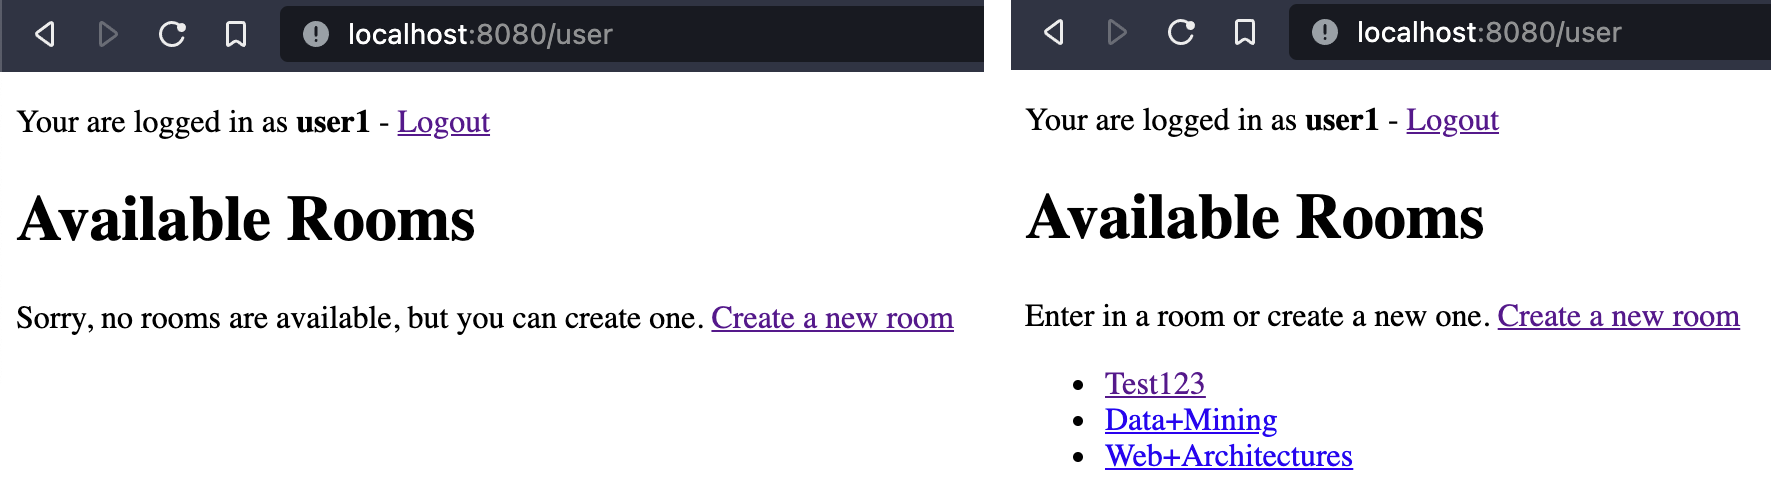 localhost:8080/user
Your are logged in as user1 - Logout
Available Rooms
Sorry, no rooms are available, but you can create one. Create a new room
localhost:8080/user
Your are logged in as user1 - Logout
Available Rooms
Enter in a room or create a new one. Create a new room
Test123
Data+Mining
Web+Architectures